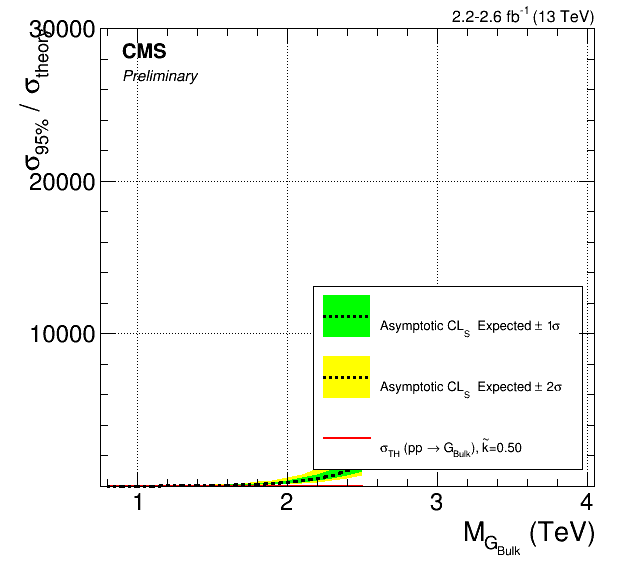 2.2-2.6 fb⁻¹ (13 TeV)
30000
CMS
Preliminary
σ95% / σtheory
20000
10000
Asymptotic CLS Expected ± 1σ
Asymptotic CLS Expected ± 2σ
σTH (pp → GBulk), k̃=0.50
1 2 3 4
MGBulk (TeV)